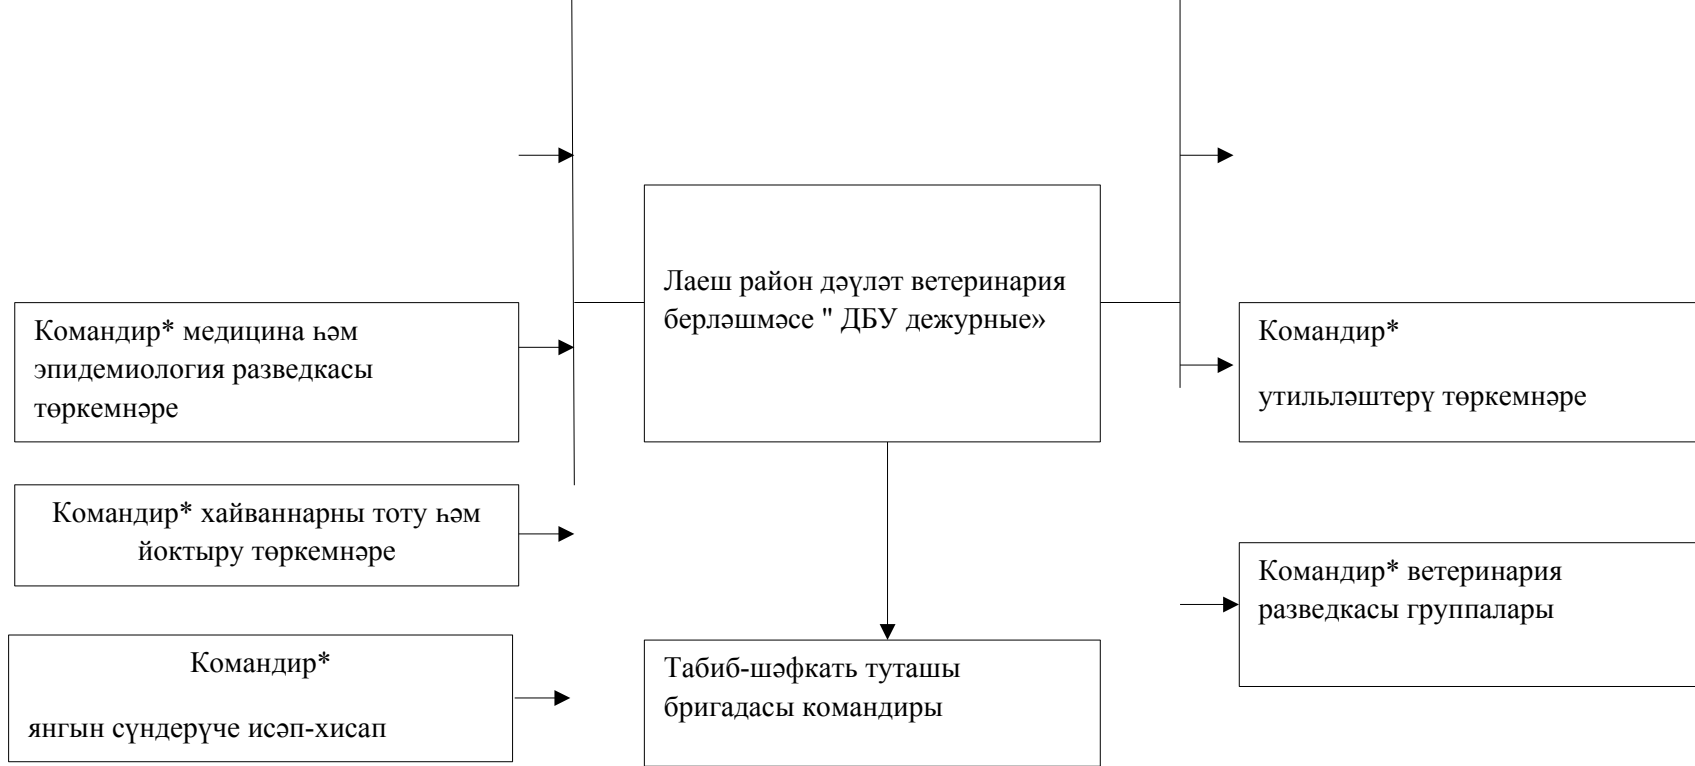 Лаеш район дәүләт ветеринария
берләшмәсе " ДБУ дежурные»
Командир* медицина һәм
эпидемиология разведкасы
төркемнәре
Командир*
утильләштерү төркемнәре
Командир* хайваннарны тоту һәм
йоктыру төркемнәре
Командир* ветеринария
разведкасы группалары
Командир*
янгын сүндерүче исәп-хисап
Табиб-шәфкать туташы
бригадасы командиры